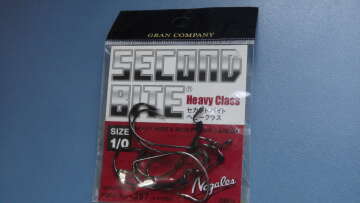 GRAN COMPANY
SECOND
BITE®
Heavy Class
セカンドバイト
ヘビークラス
SIZE
1/0
Nogales